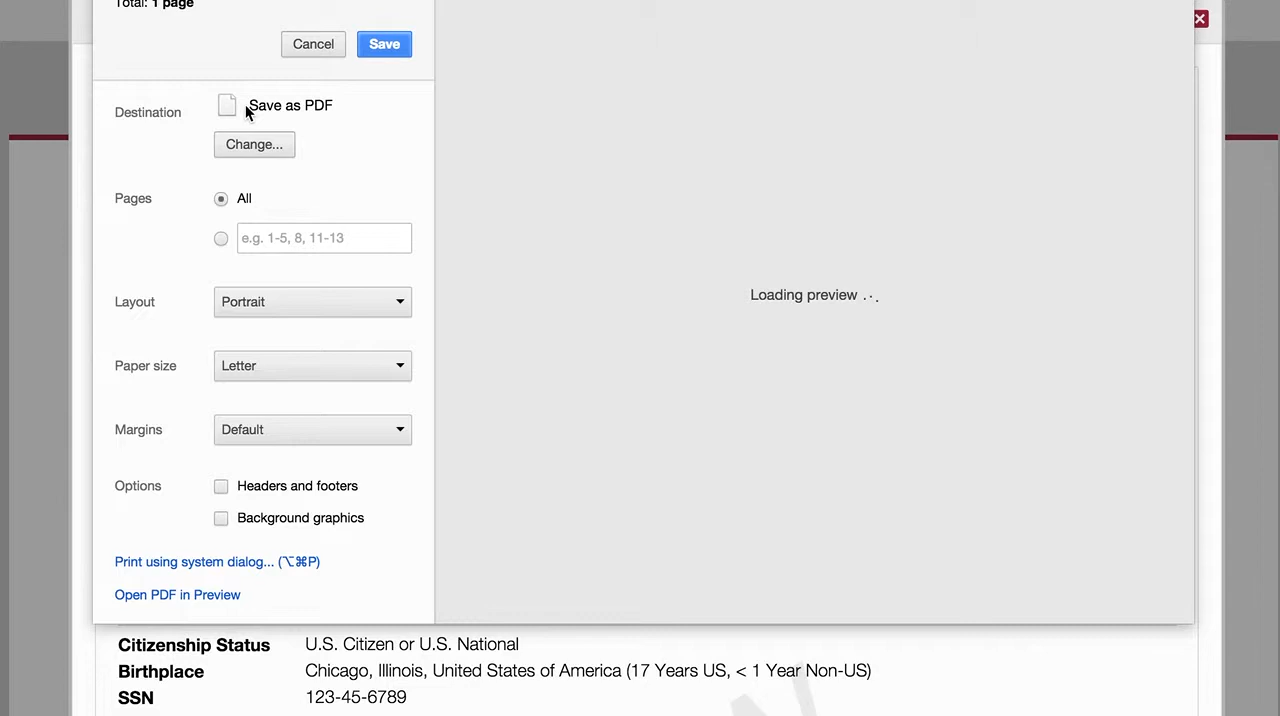 Total: 1 page
Cancel Save
Destination Save as PDF
Change...
Pages All
e.g. 1-5, 8, 11-13
Layout Portrait
Paper size Letter
Margins Default
Options Headers and footers
Background graphics
Print using system dialog... (⌥⌘P)
Open PDF in Preview
Loading preview ...
Citizenship Status U.S. Citizen or U.S. National
Birthplace Chicago, Illinois, United States of America (17 Years US, < 1 Year Non-US)
SSN 123-45-6789